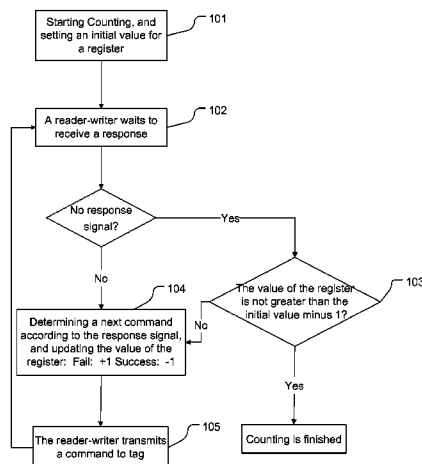 Starting Counting, and
setting an initial value for
a register
101
A reader-writer waits to
receive a response
102
No response
signal?
Yes
No
The value of the register
is not greater than the
initial value minus 1?
103
No
104
Determining a next command
according to the response signal,
and updating the value of the
register: Fail: +1 Success: -1
Yes
The reader-writer transmits
a command to tag
105
Counting is finished